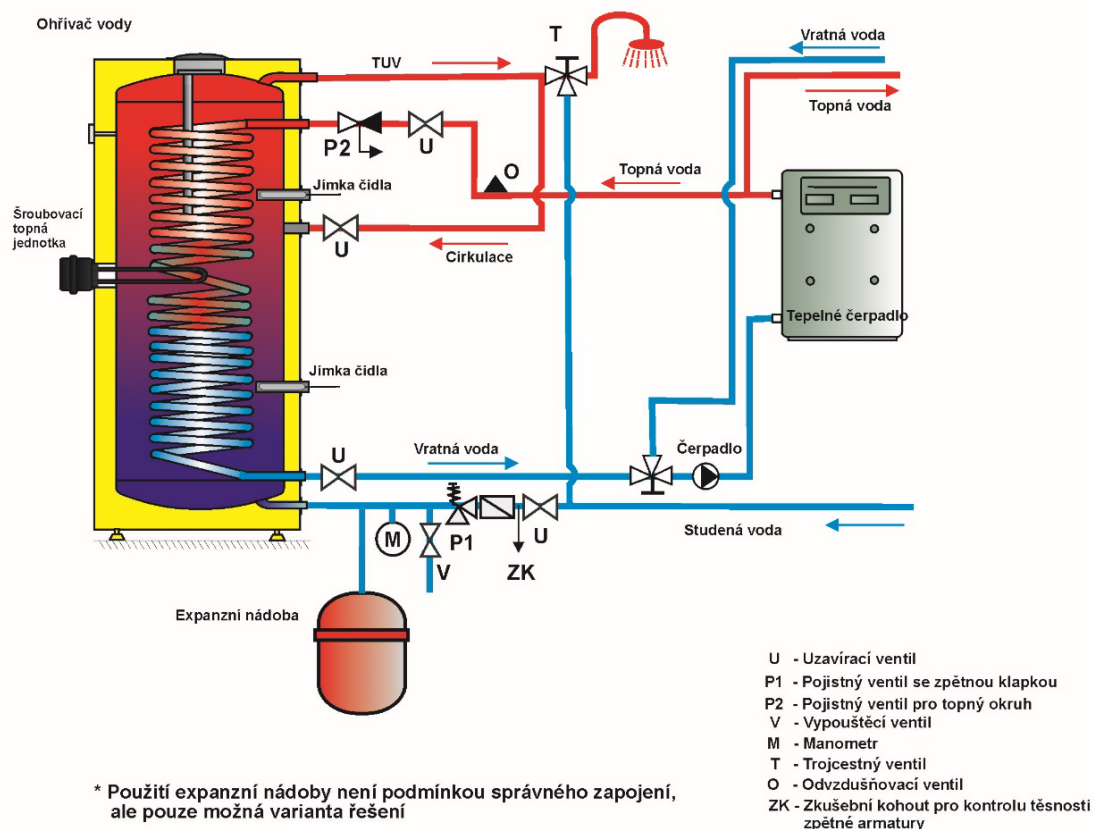 Ohřívač vody
T
Vratná voda
TUV
Topná voda
P2
U
O
Topná voda
Jímka čidla
Šroubovací
topná
jednotka
U
Cirkulace
Tepelné čerpadlo
Jímka čidla
U
Vratná voda
Čerpadlo
M
V
P1
ZK
U
Studená voda
Expanzní nádoba
U - Uzavírací ventil
P1 - Pojistný ventil se zpětnou klapkou
P2 - Pojistný ventil pro topný okruh
V - Vypouštěcí ventil
M - Manometr
T - Trojcestný ventil
O - Odvzdušňovací ventil
ZK - Zkušební kohout pro kontrolu těsnosti
zpětné armatury
* Použití expanzní nádoby není podmínkou správného zapojení,
ale pouze možná varianta řešení